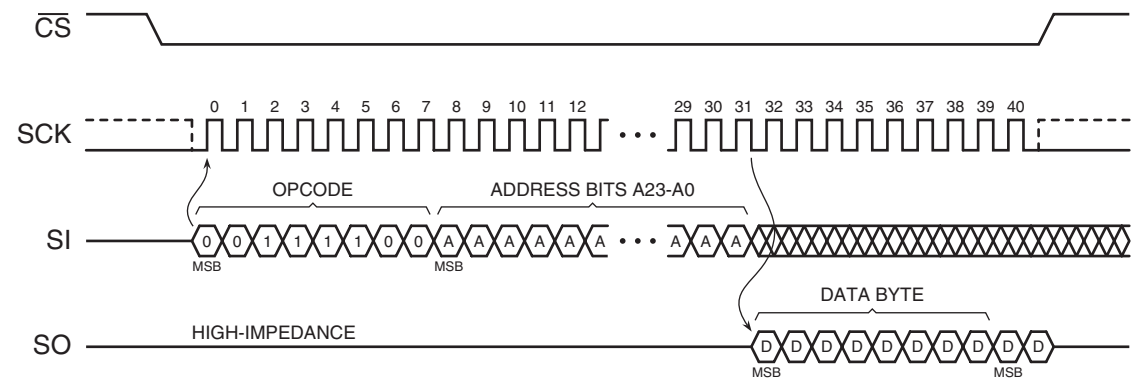 CS
SCK 0 1 2 3 4 5 6 7 8 9 10 11 12 • • • 29 30 31 32 33 34 35 36 37 38 39 40
OPCODE ADDRESS BITS A23-A0
SI 0 0 1 1 1 1 0 0 A A A A A A • • • A A A
MSB MSB
DATA BYTE
SO HIGH-IMPEDANCE D D D D D D D D D D
MSB MSB